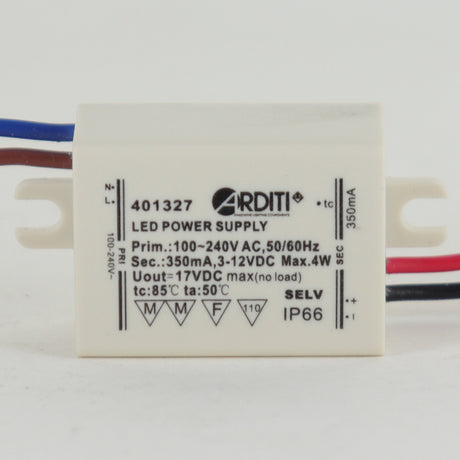 N~
L~
PRI
100-240V~
401327
ARDITI
LED POWER SUPPLY
Prim.:100~240V AC,50/60Hz
Sec.:350mA,3-12VDC Max.4W
Uout=17VDC max(no load)
tc:85℃ ta:50℃
SELV
M M F 110
IP66
•tc
350mA
SEC
+
-